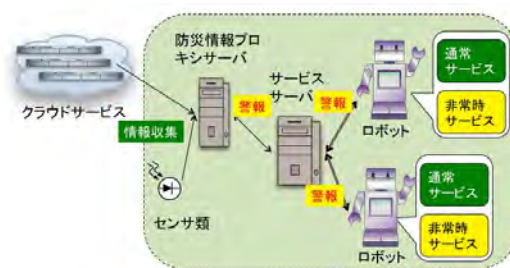 防災情報プロ
キシサーバ
クラウドサービス
情報収集
警報
サービス
サーバ
警報
通常
サービス
非常時
サービス
ロボット
センサ類
警報
通常
サービス
非常時
サービス
ロボット